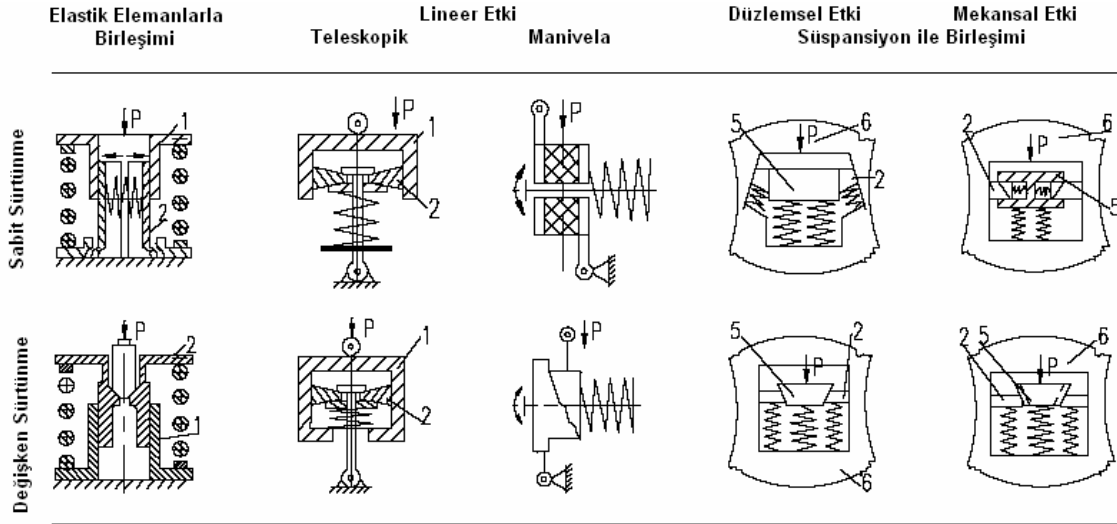 Elastik Elemanlarla Birleşimi
Lineer Etki
Teleskopik
Manivela
Düzlemsel Etki
Mekansal Etki
Süspansiyon ile Birleşimi
Sabit Sürtünme
P 1 2
P 1 2
P
5 P 6 2
2 P 6 5
Değişken Sürtünme
P 2 1
P 1 2
P
5 P 2 6
2 5 P 6